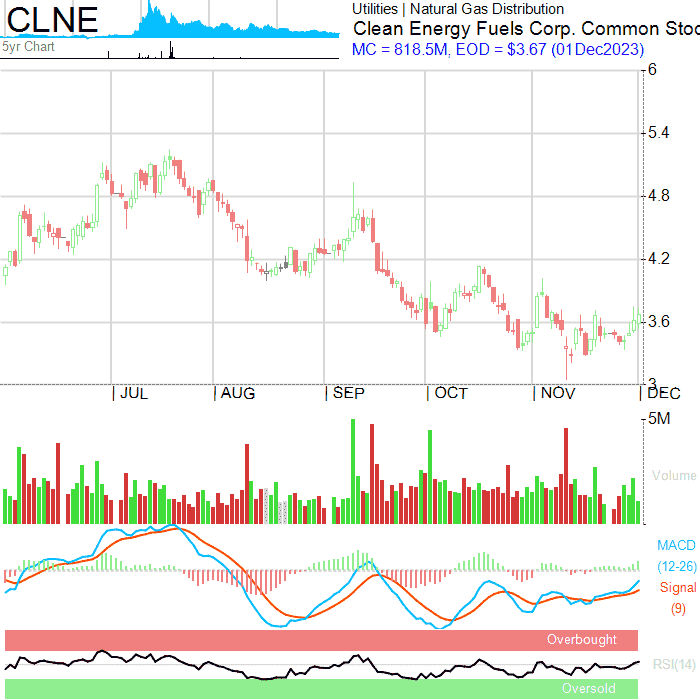 CLNE
5yr Chart
Utilities | Natural Gas Distribution
Clean Energy Fuels Corp. Common Stoc
MC = 818.5M, EOD = $3.67 (01Dec2023)
6
5.4
4.8
4.2
3.6
3
| JUL | AUG | SEP | OCT | NOV | DEC
5M
Volume
MACD
(12-26)
Signal
(9)
Overbought
RSI(14)
Oversold